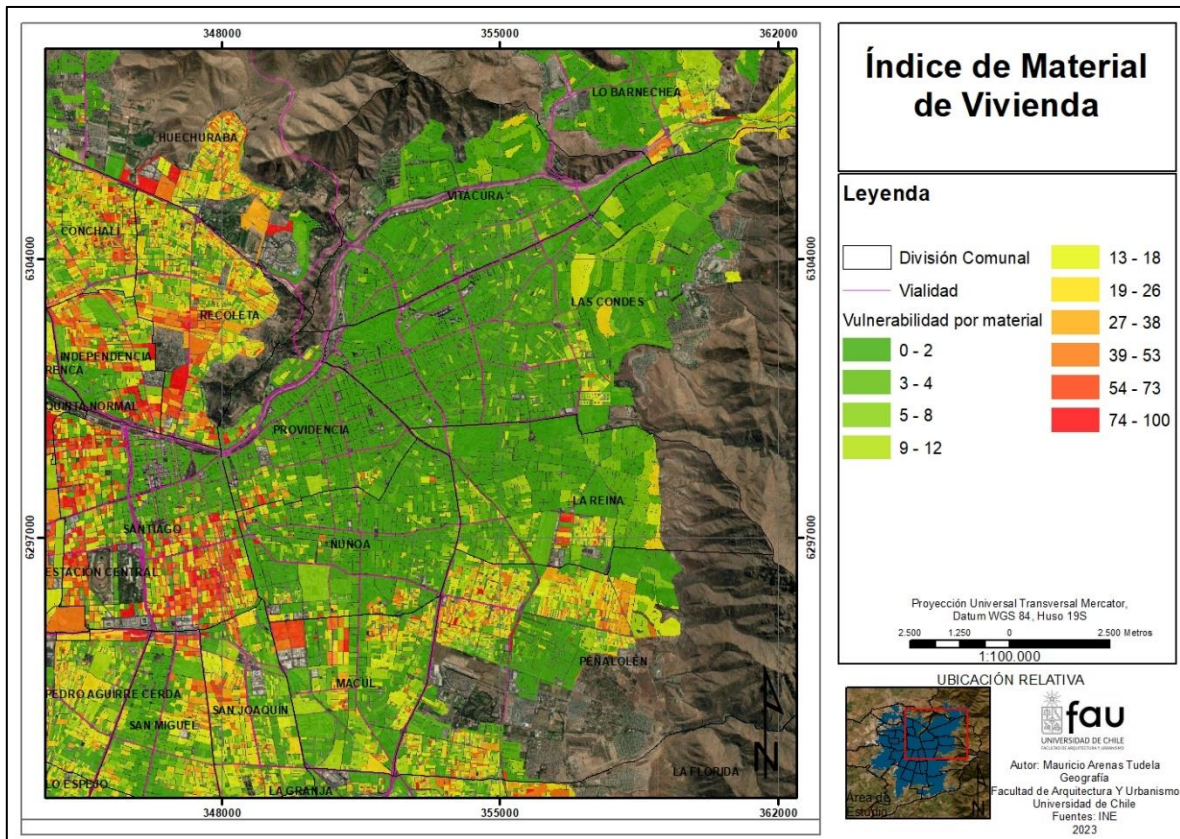 348000
355000
362000
6304000
6297000
LO BARNECHEA
HUECHURABA
VITACURA
CONCHALÍ
LAS CONDES
RECOLETA
INDEPENDENCIA
RENCA
QUINTA NORMAL
PROVIDENCIA
LA REINA
SANTIAGO
ÑUÑOA
ESTACIÓN CENTRAL
PEÑALOLÉN
MACUL
PEDRO AGUIRRE CERDA
SAN JOAQUÍN
SAN MIGUEL
LA FLORIDA
LO ESPEJO
LA GRANJA
N
348000
355000
362000
6304000
6297000
Índice de Material
de Vivienda
Leyenda
División Comunal
Vialidad
Vulnerabilidad por material
0 - 2
3 - 4
5 - 8
9 - 12
13 - 18
19 - 26
27 - 38
39 - 53
54 - 73
74 - 100
Proyección Universal Transversal Mercator,
Datum WGS 84, Huso 19S
2.500 1.250 0 2.500 Metros
1:100.000
UBICACIÓN RELATIVA
Área de
Estudio
N
fau
UNIVERSIDAD DE CHILE
FACULTAD DE ARQUITECTURA Y URBANISMO
Autor: Mauricio Arenas Tudela
Geografía
Facultad de Arquitectura Y Urbanismo
Universidad de Chile
Fuentes: INE
2023